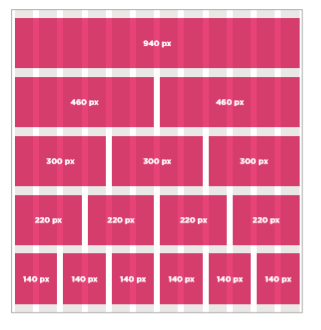 940 px
460 px 460 px
300 px 300 px 300 px
220 px 220 px 220 px 220 px
140 px 140 px 140 px 140 px 140 px 140 px